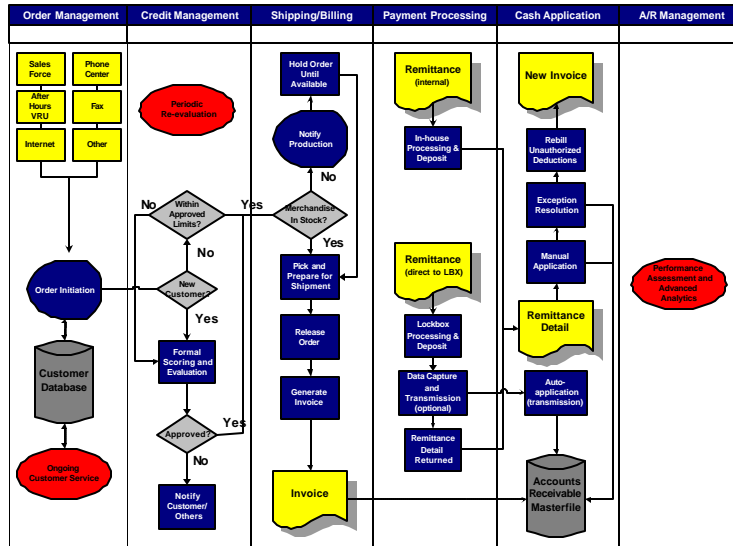 Order Management
Credit Management
Shipping/Billing
Payment Processing
Cash Application
A/R Management
Sales
Force
Phone
Center
After
Hours
VRU
Fax
Internet
Other
Order Initiation
Customer
Database
Ongoing
Customer Service
Periodic
Re-evaluation
No
Within
Approved
Limits?
Yes
No
New
Customer?
Yes
Formal
Scoring and
Evaluation
Approved?
Yes
No
Notify
Customer/
Others
Hold Order
Until
Available
Notify
Production
No
Merchandise
In Stock?
Yes
Pick and
Prepare for
Shipment
Release
Order
Generate
Invoice
Invoice
Remittance
(internal)
In-house
Processing &
Deposit
Remittance
(direct to LBX)
Lockbox
Processing &
Deposit
Data Capture
and
Transmission
(optional)
Remittance
Detail
Returned
New Invoice
Rebill
Unauthorized
Deductions
Exception
Resolution
Manual
Application
Remittance
Detail
Auto-
application
(transmission)
Accounts
Receivable
Masterfile
Performance
Assessment and
Advanced
Analytics